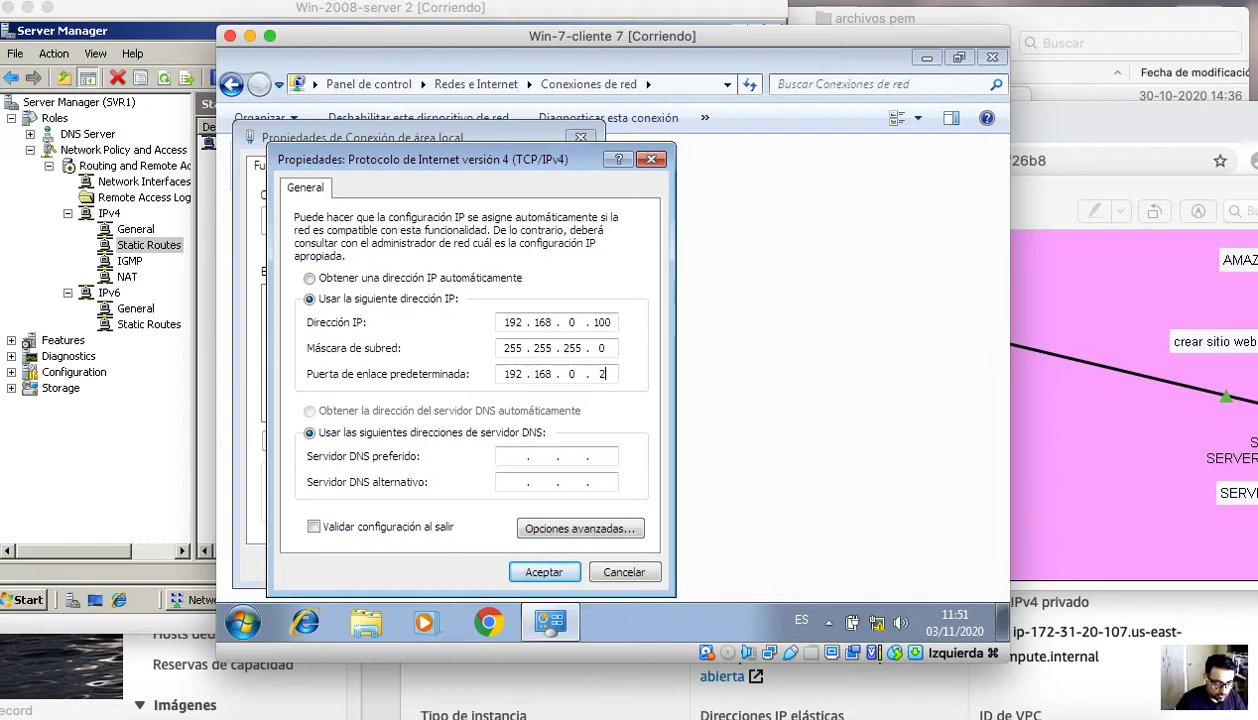 Win-2008-server 2 [Corriendo]
archivos pem
Server Manager
Win-7-cliente 7 [Corriendo]
Buscar
File Action View Help
Fecha de modificació
Panel de control
Redes e Internet
Conexiones de red
Buscar Conexiones de red
30-10-2020 14:36
Server Manager (SVR1)
Roles
DNS Server
Network Policy and Access
Routing and Remote Ac
Network Interfaces
Remote Access Log
IPv4
General
Static Routes
IGMP
NAT
IPv6
General
Static Routes
Features
Diagnostics
Configuration
Storage
Sta
De
Organizar
Deshabilitar este dispositivo de red
Diagnosticar esta conexión
»
Propiedades de Conexión de área local
Fu
Propiedades: Protocolo de Internet versión 4 (TCP/IPv4)
General
Puede hacer que la configuración IP se asigne automáticamente si la
red es compatible con esta funcionalidad. De lo contrario, deberá
consultar con el administrador de red cuál es la configuración IP
apropiada.
Obtener una dirección IP automáticamente
Usar la siguiente dirección IP:
Dirección IP: 192 . 168 . 0 . 100
Máscara de subred: 255 . 255 . 255 . 0
Puerta de enlace predeterminada: 192 . 168 . 0 . 2
Obtener la dirección del servidor DNS automáticamente
Usar las siguientes direcciones de servidor DNS:
Servidor DNS preferido: . . .
Servidor DNS alternativo: . . .
Validar configuración al salir
Opciones avanzadas...
Aceptar
Cancelar
26b8
Bu
AMAZ
crear sitio web
S
SERVER
SERV
Start
Netwo
ES
11:51
03/11/2020
Izquierda ⌘
IPv4 privado
ip-172-31-20-107.us-east-
mpute.internal
Hosts ded
Reservas de capacidad
Imágenes
abierta
ecord
Tipo de instancia
Direcciones IP elásticas
ID de VPC